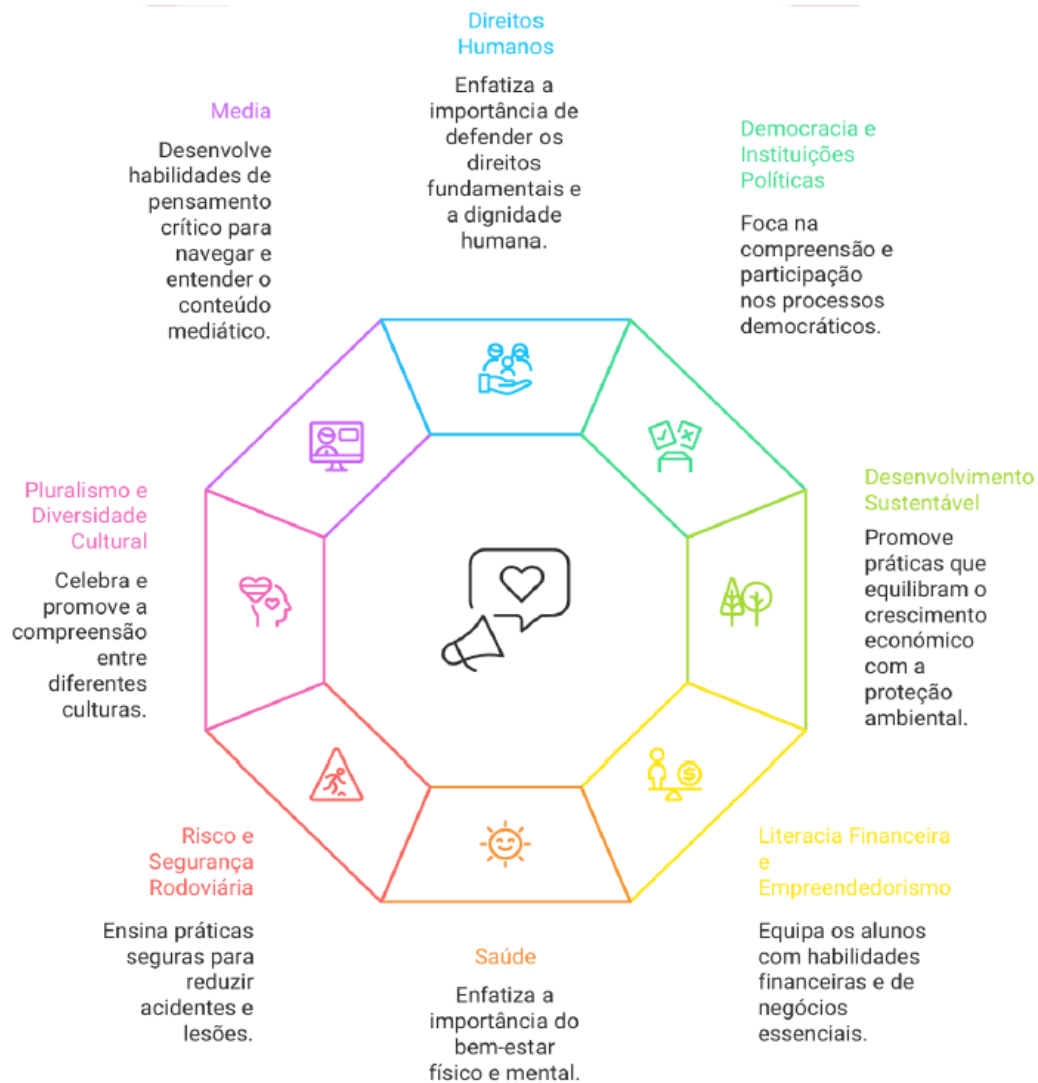 Direitos
Humanos
Enfatiza a
importância de
defender os
direitos
fundamentais e
a dignidade
humana.
Democracia e
Instituições
Políticas
Foca na
compreensão e
participação
nos processos
democráticos.
Desenvolvimento
Sustentável
Promove
práticas que
equilibram o
crescimento
económico
com a
proteção
ambiental.
Literacia Financeira
e
Empreendedorismo
Equipa os alunos
com habilidades
financeiras e de
negócios
essenciais.
Saúde
Enfatiza a
importância do
bem-estar
físico e mental.
Risco e
Segurança
Rodoviária
Ensina práticas
seguras para
reduzir
acidentes e
lesões.
Pluralismo e
Diversidade
Cultural
Celebra e
promove a
compreensão
entre
diferentes
culturas.
Media
Desenvolve
habilidades de
pensamento
crítico para
navegar e
entender o
conteúdo
mediático.
$